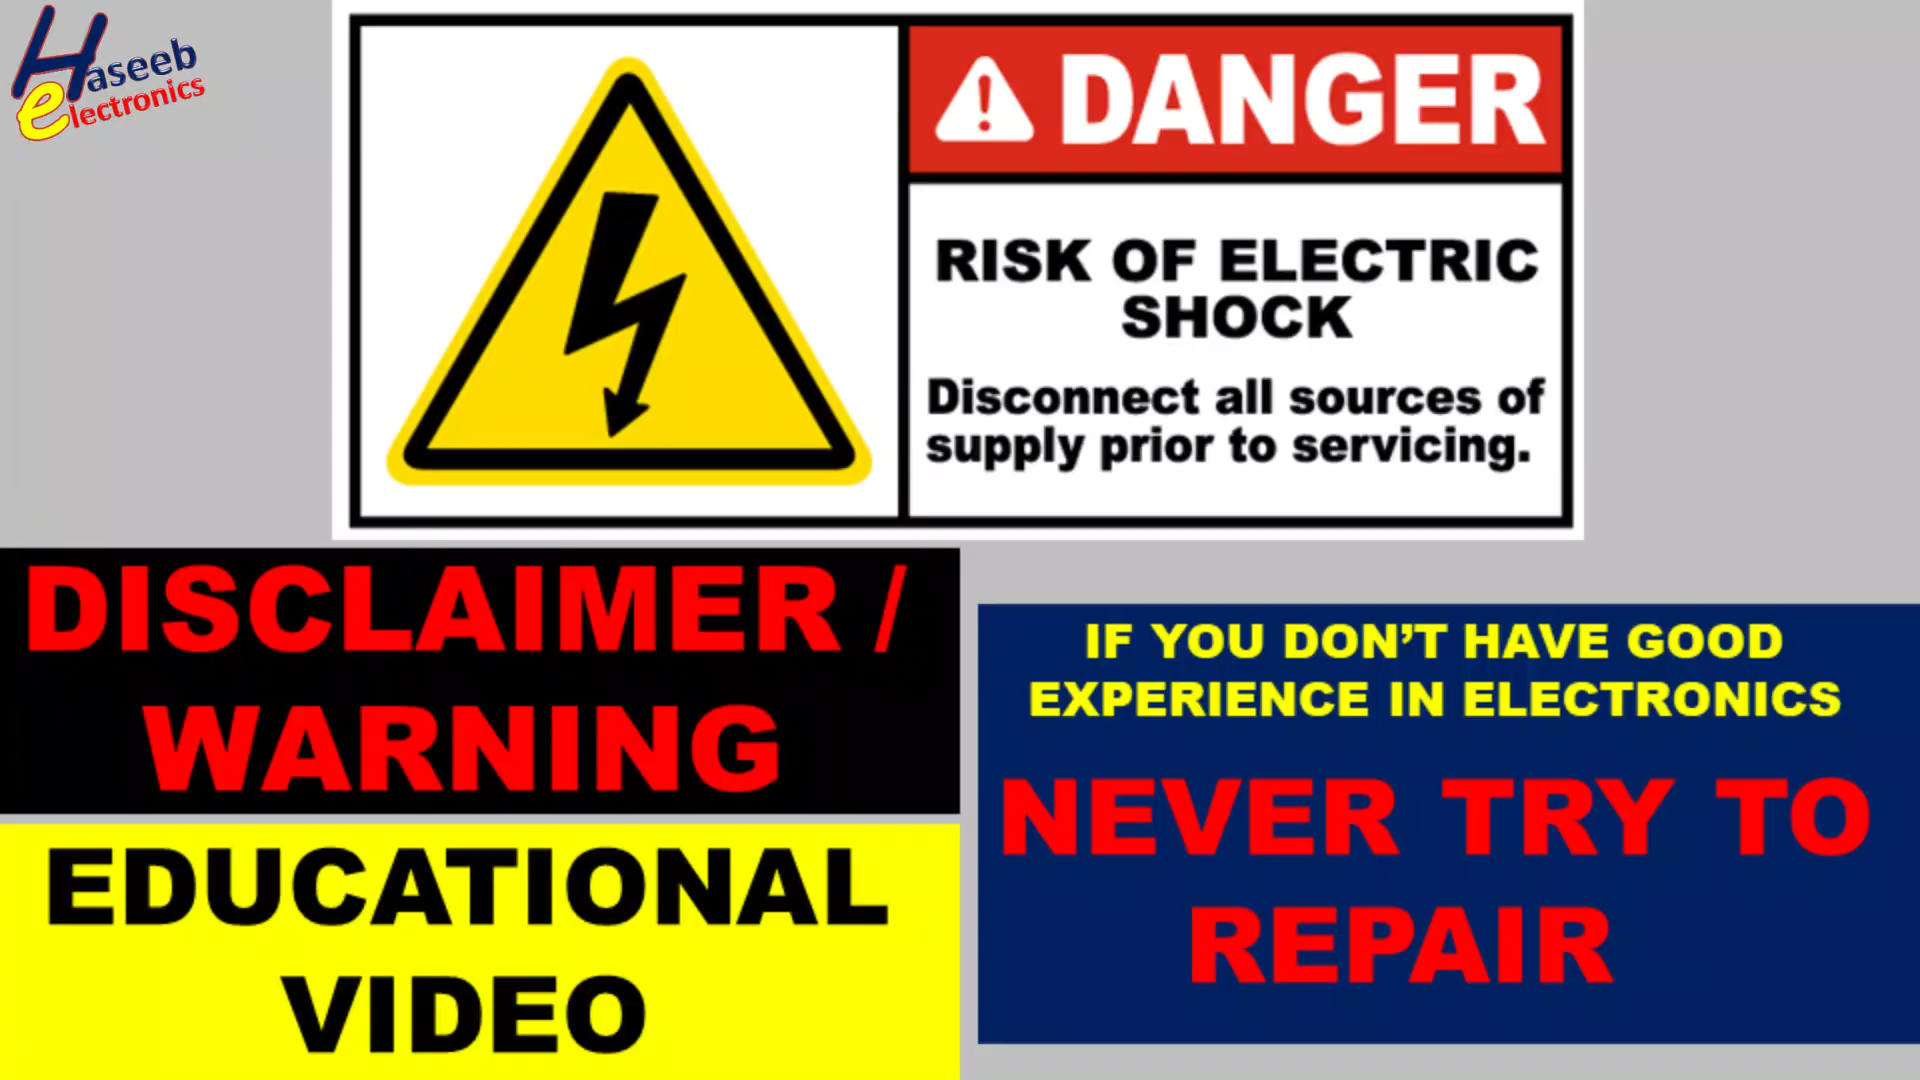 Haseeb
electronics
DANGER
RISK OF ELECTRIC
SHOCK
Disconnect all sources of
supply prior to servicing.
DISCLAIMER /
WARNING
EDUCATIONAL
VIDEO
IF YOU DON’T HAVE GOOD
EXPERIENCE IN ELECTRONICS
NEVER TRY TO
REPAIR